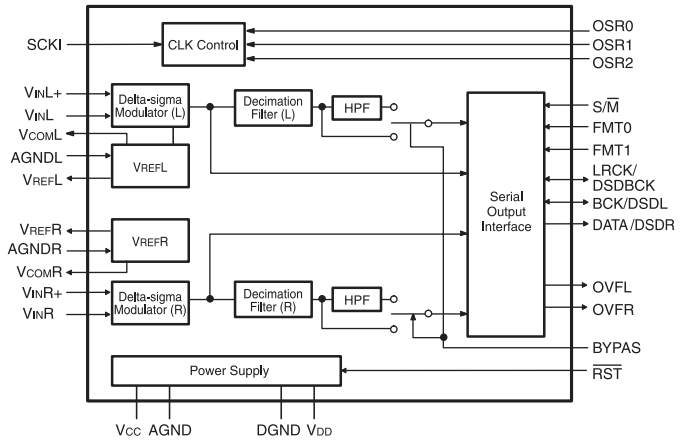 SCKI
CLK Control
OSR0
OSR1
OSR2
VINL+
VINL
VCOML
AGNDL
VREFL
Delta-sigma
Modulator (L)
VREFL
Decimation
Filter (L)
HPF
S/M̅
FMT0
FMT1
LRCK/
DSDBCK
BCK/DSDL
DATA/DSDR
Serial
Output
Interface
VREFR
AGNDR
VCOMR
VINR+
VINR
VREFR
Delta-sigma
Modulator (R)
Decimation
Filter (R)
HPF
OVFL
OVFR
BYPAS
R̅S̅T̅
Power Supply
VCC
AGND
DGND
VDD